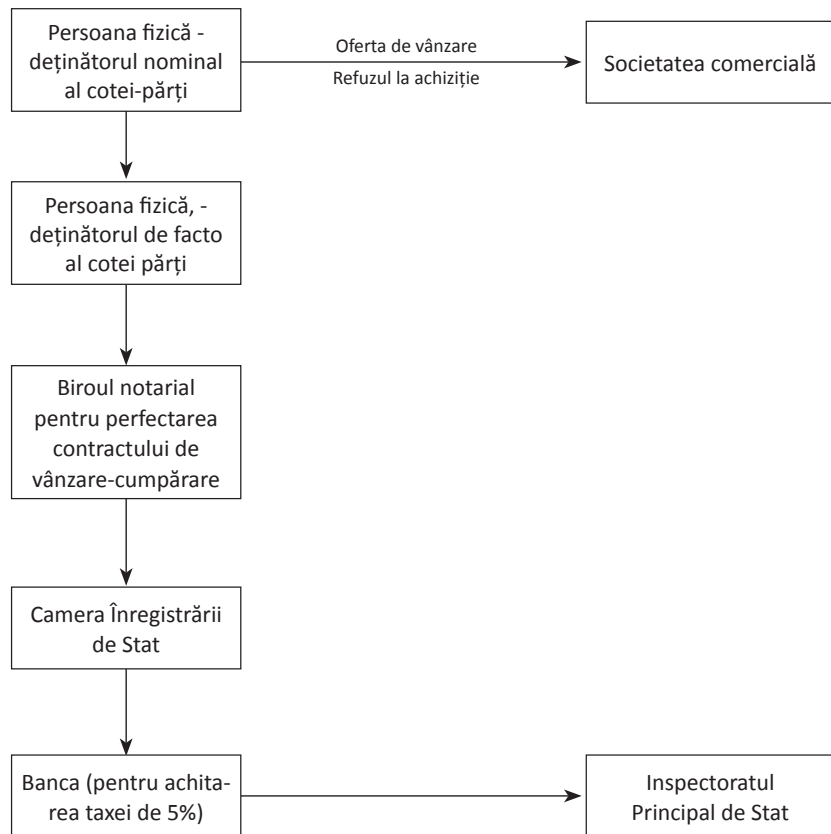 Persoana fizică -
deținătorul nominal
al cotei-părți
Oferta de vânzare
Refuzul la achiziție
Societatea comercială
Persoana fizică, -
deținătorul de facto
al cotei părți
Biroul notarial
pentru perfectarea
contractului de
vânzare-cumpărare
Camera Înregistrării
de Stat
Banca (pentru achita-
rea taxei de 5%)
Inspectoratul
Principal de Stat